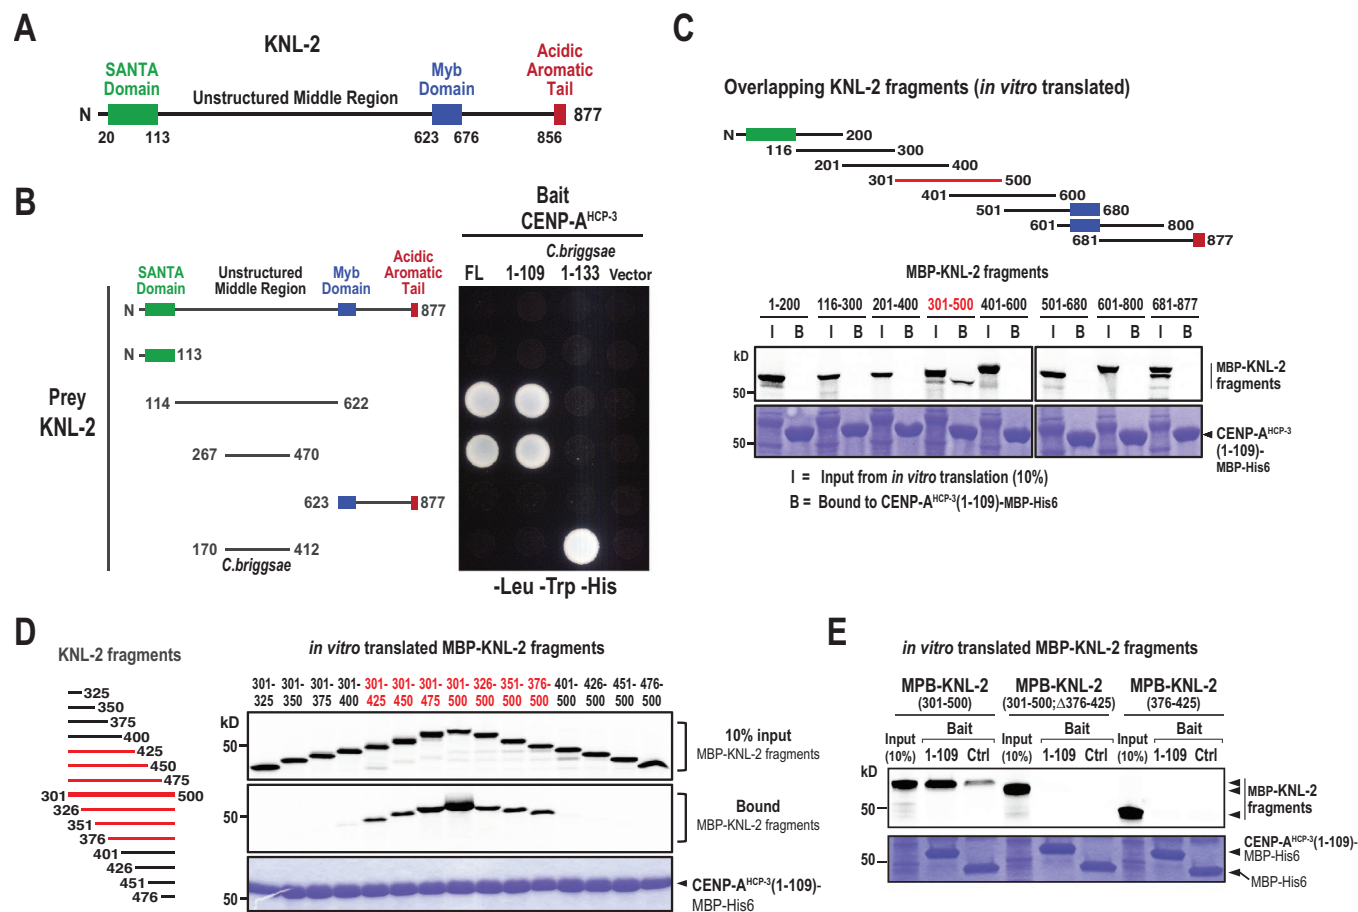 A
KNL-2
SANTA Domain
Unstructured Middle Region
Myb Domain
Acidic Aromatic Tail
N
877
20 113 623 676 856
B
Bait
CENP-A^HCP-3
C.briggsae
FL 1-109 1-133 Vector
SANTA Domain
Unstructured Middle Region
Myb Domain
Acidic Aromatic Tail
Prey KNL-2
N 877
N 113
114 622
267 470
623 877
170 412
C.briggsae
-Leu -Trp -His
C
Overlapping KNL-2 fragments (in vitro translated)
N 200
116 300
201 400
301 500
401 600
501 680
601 800
681 877
MBP-KNL-2 fragments
1-200 116-300 201-400 301-500 401-600 501-680 601-800 681-877
I B I B I B I B I B I B I B I B
kD
50
MBP-KNL-2 fragments
50
CENP-A^HCP-3 (1-109)-MBP-His6
I = Input from in vitro translation (10%)
B = Bound to CENP-A^HCP-3(1-109)-MBP-His6
D
KNL-2 fragments
325
350
375
400
425
450
475
301 500
326
351
376
401
426
451
476
in vitro translated MBP-KNL-2 fragments
301- 301- 301- 301- 301- 301- 301- 301- 326- 351- 376- 401- 426- 451- 476-
325 350 375 400 425 450 475 500 500 500 500 500 500 500 500
kD
50
10% input
MBP-KNL-2 fragments
50
Bound
MBP-KNL-2 fragments
50
CENP-A^HCP-3(1-109)-
MBP-His6
E
in vitro translated MBP-KNL-2 fragments
MPB-KNL-2 MPB-KNL-2 MPB-KNL-2
(301-500) (301-500;Δ376-425) (376-425)
Input (10%) Bait 1-109 Ctrl
Input (10%) Bait 1-109 Ctrl
Input (10%) Bait 1-109 Ctrl
kD
50
MBP-KNL-2 fragments
50
CENP-A^HCP-3(1-109)-
MBP-His6
MBP-His6